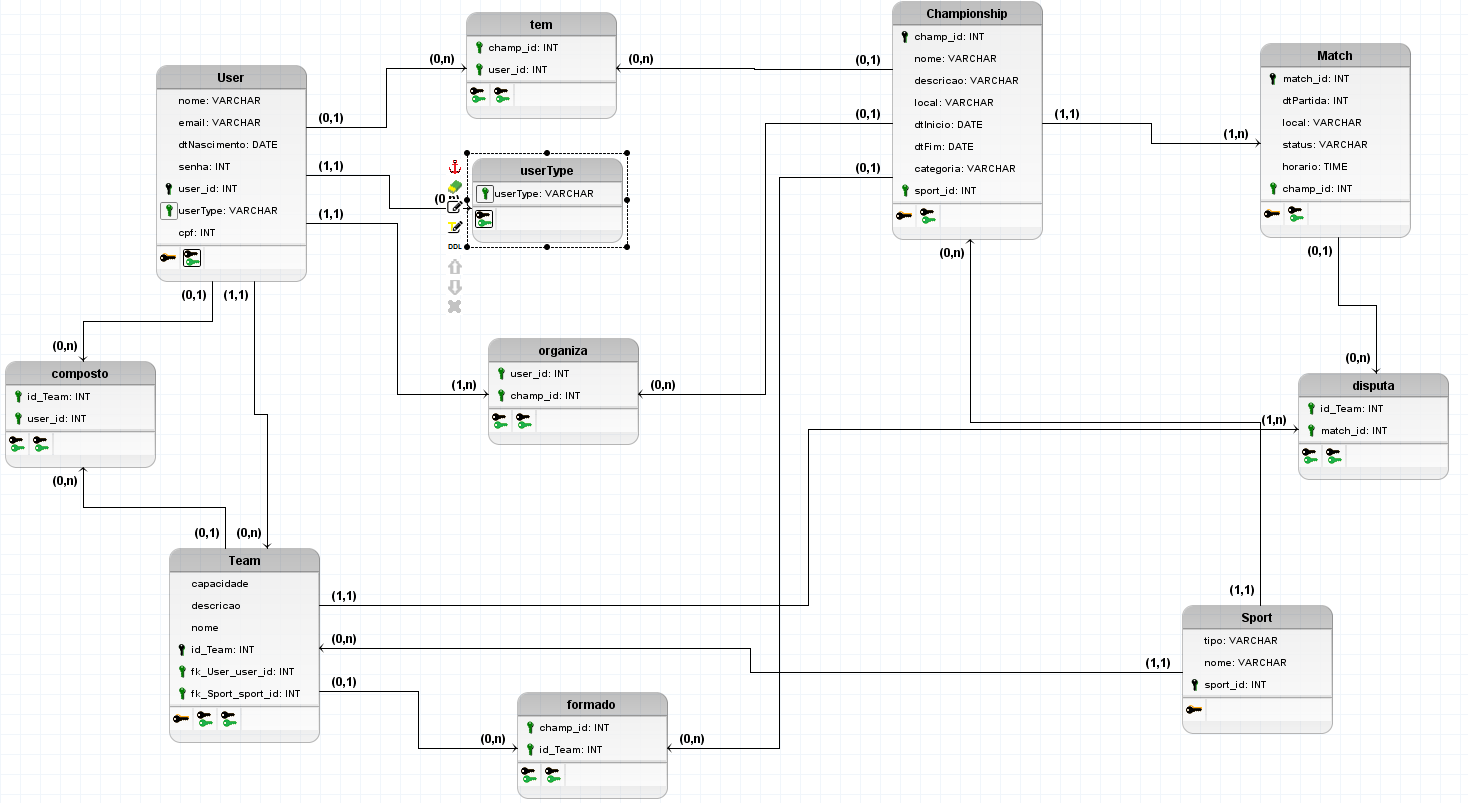 tem
champ_id: INT
user_id: INT
(0,n)
(0,n)
User
nome: VARCHAR
email: VARCHAR
dtNascimento: DATE
senha: INT
user_id: INT
userType: VARCHAR
cpf: INT
(0,1)
(1,1)
(1,1)
(0,1)
(1,1)
userType
userType: VARCHAR
(0
DDL
Championship
champ_id: INT
nome: VARCHAR
descricao: VARCHAR
local: VARCHAR
dtInicio: DATE
dtFim: DATE
categoria: VARCHAR
sport_id: INT
(0,1)
(0,1)
(0,1)
(1,1)
(0,n)
Match
match_id: INT
dtPartida: INT
local: VARCHAR
status: VARCHAR
horario: TIME
champ_id: INT
(1,n)
(0,1)
organiza
user_id: INT
champ_id: INT
(1,n)
(0,n)
(0,n)
composto
id_Team: INT
user_id: INT
(0,n)
(0,n)
disputa
id_Team: INT
match_id: INT
(1,n)
(0,1)
(0,n)
Team
capacidade
descricao
nome
id_Team: INT
fk_User_user_id: INT
fk_Sport_sport_id: INT
(1,1)
(0,n)
(0,1)
(1,1)
(1,1)
Sport
tipo: VARCHAR
nome: VARCHAR
sport_id: INT
formado
champ_id: INT
id_Team: INT
(0,n)
(0,n)